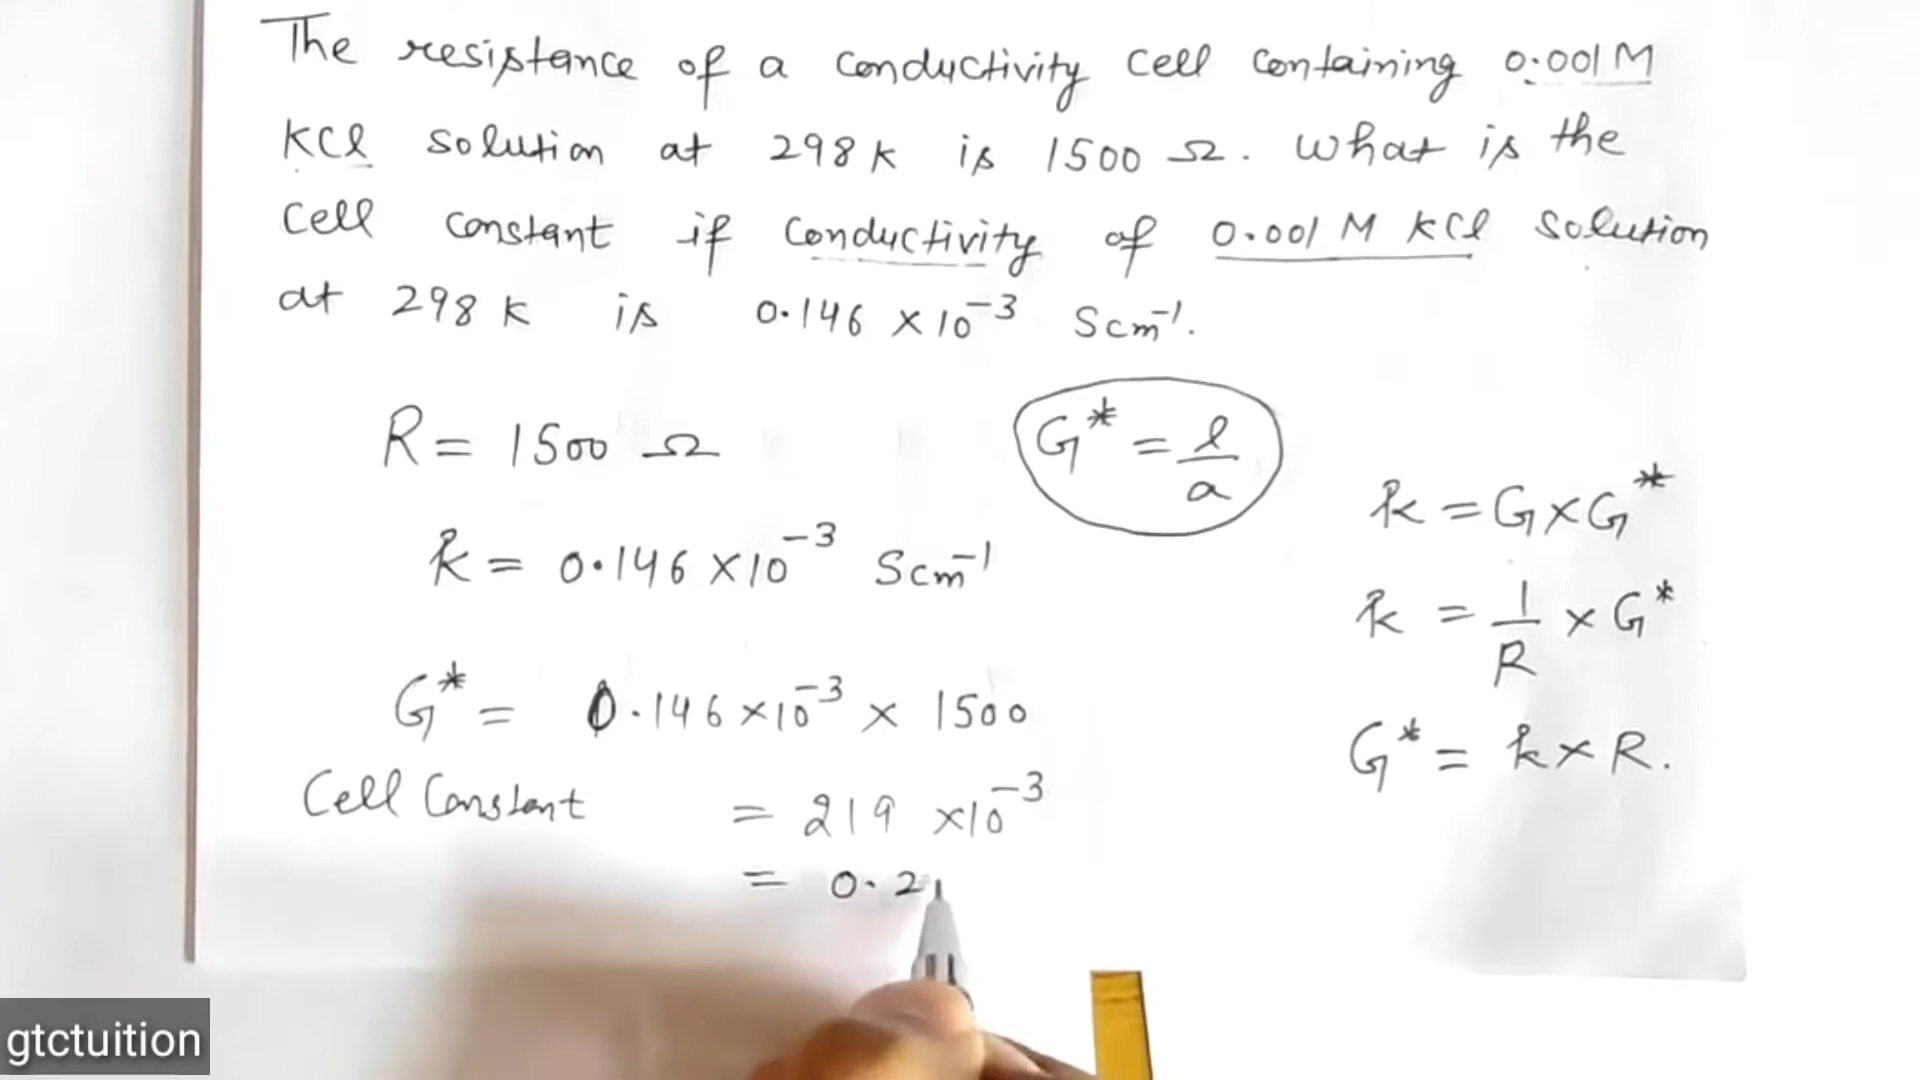 The resistance of a conductivity cell containing 0.001 M
KCl solution at 298 K is 1500 Ω. What is the
cell constant if conductivity of 0.001 M KCl solution
at 298 K is 0.146 × 10⁻³ S cm⁻¹.
R = 1500 Ω
G* = l/a
k = G × G*
k = 0.146 × 10⁻³ S cm⁻¹
k = 1/R × G*
G* = 0.146 × 10⁻³ × 1500
G* = k × R.
Cell Constant = 219 × 10⁻³
= 0.2
gtctuition